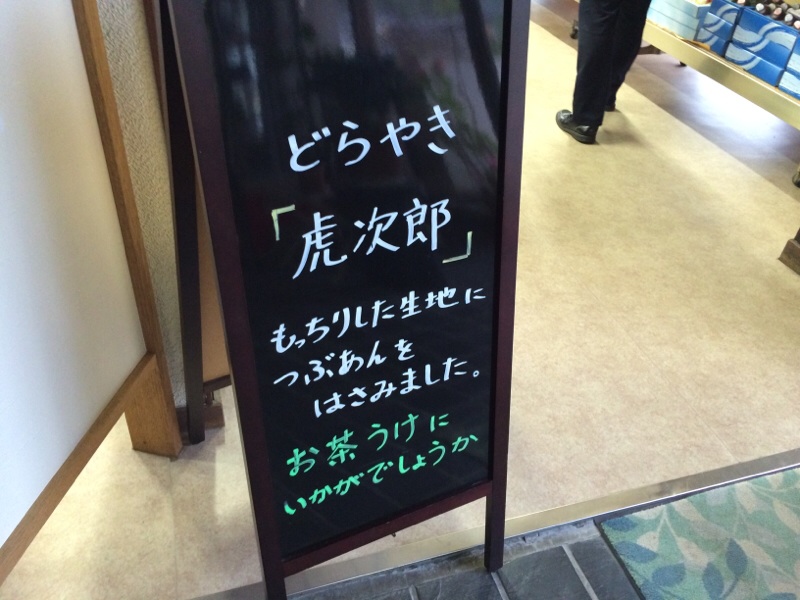 どらやき
「虎次郎」
もっちりした生地に
つぶあんを
はさみました。
お茶うけに
いかがでしょうか